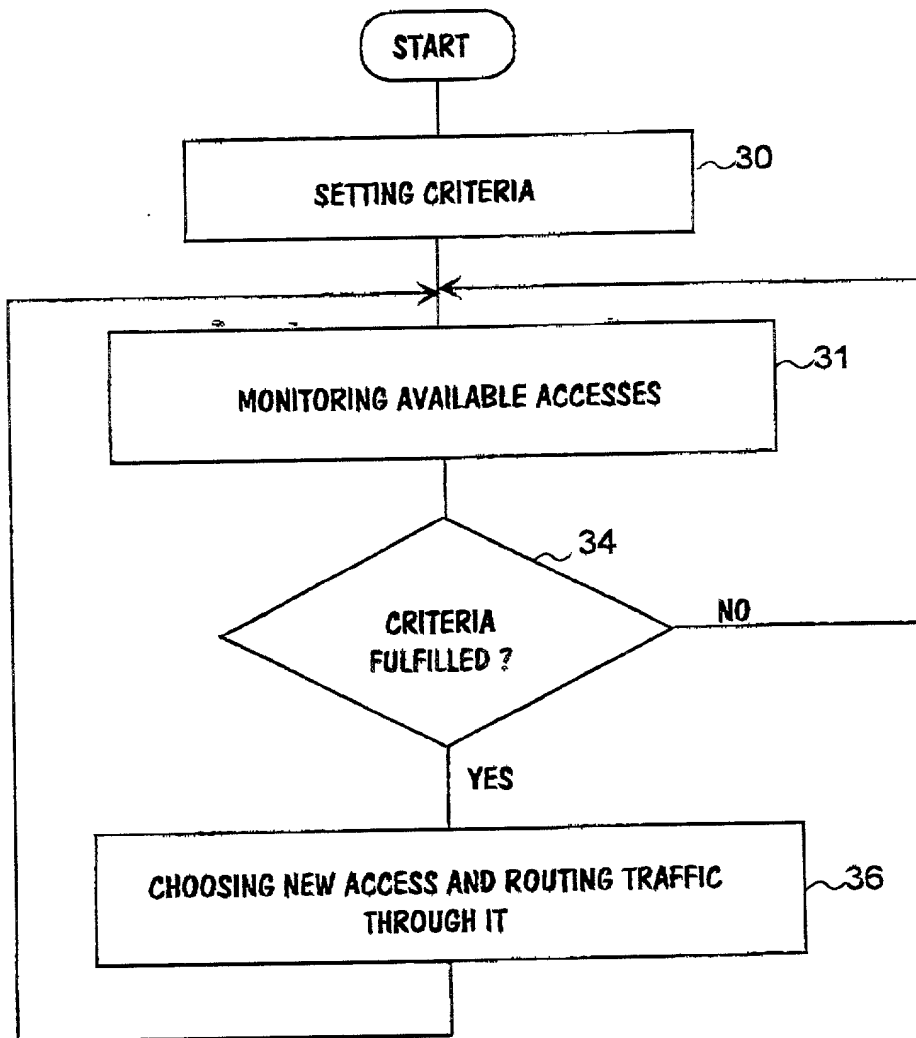 START
SETTING CRITERIA
30
MONITORING AVAILABLE ACCESSES
31
34
CRITERIA
FULFILLED ?
NO
YES
CHOOSING NEW ACCESS AND ROUTING TRAFFIC
THROUGH IT
36